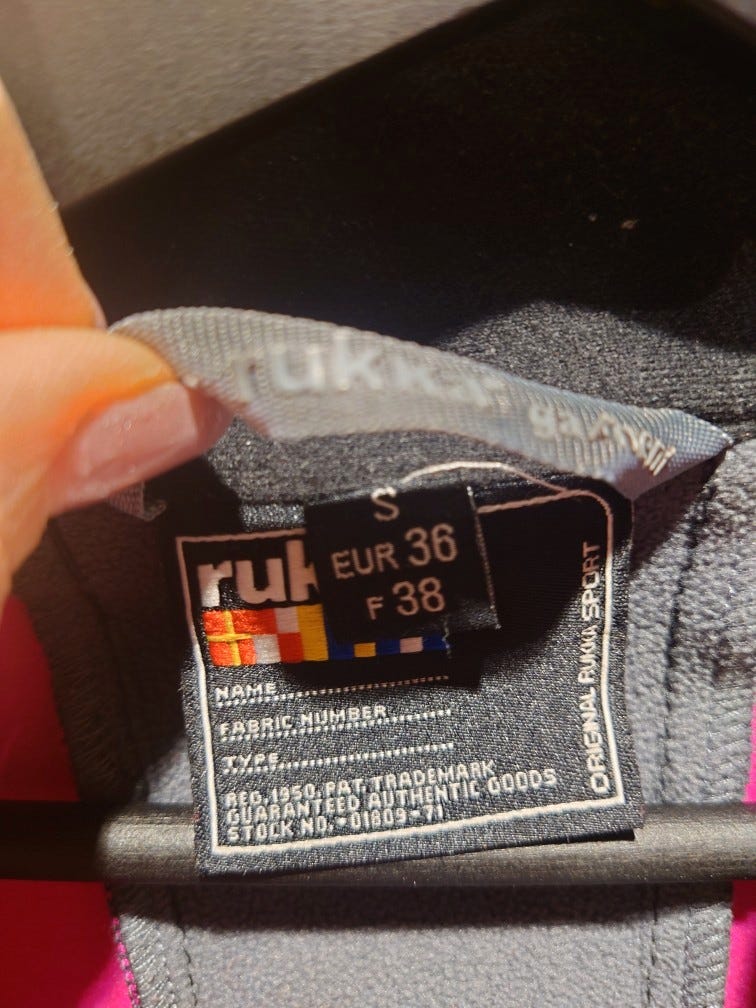 rukka
S
EUR 36
F 38
ruk
NAME
FABRIC NUMBER
TYPE
REG. 1950. PAT. TRADEMARK
GUARANTEED AUTHENTIC GOODS
STOCK NO. -01809-71
ORIGINAL RUKKA SPORT